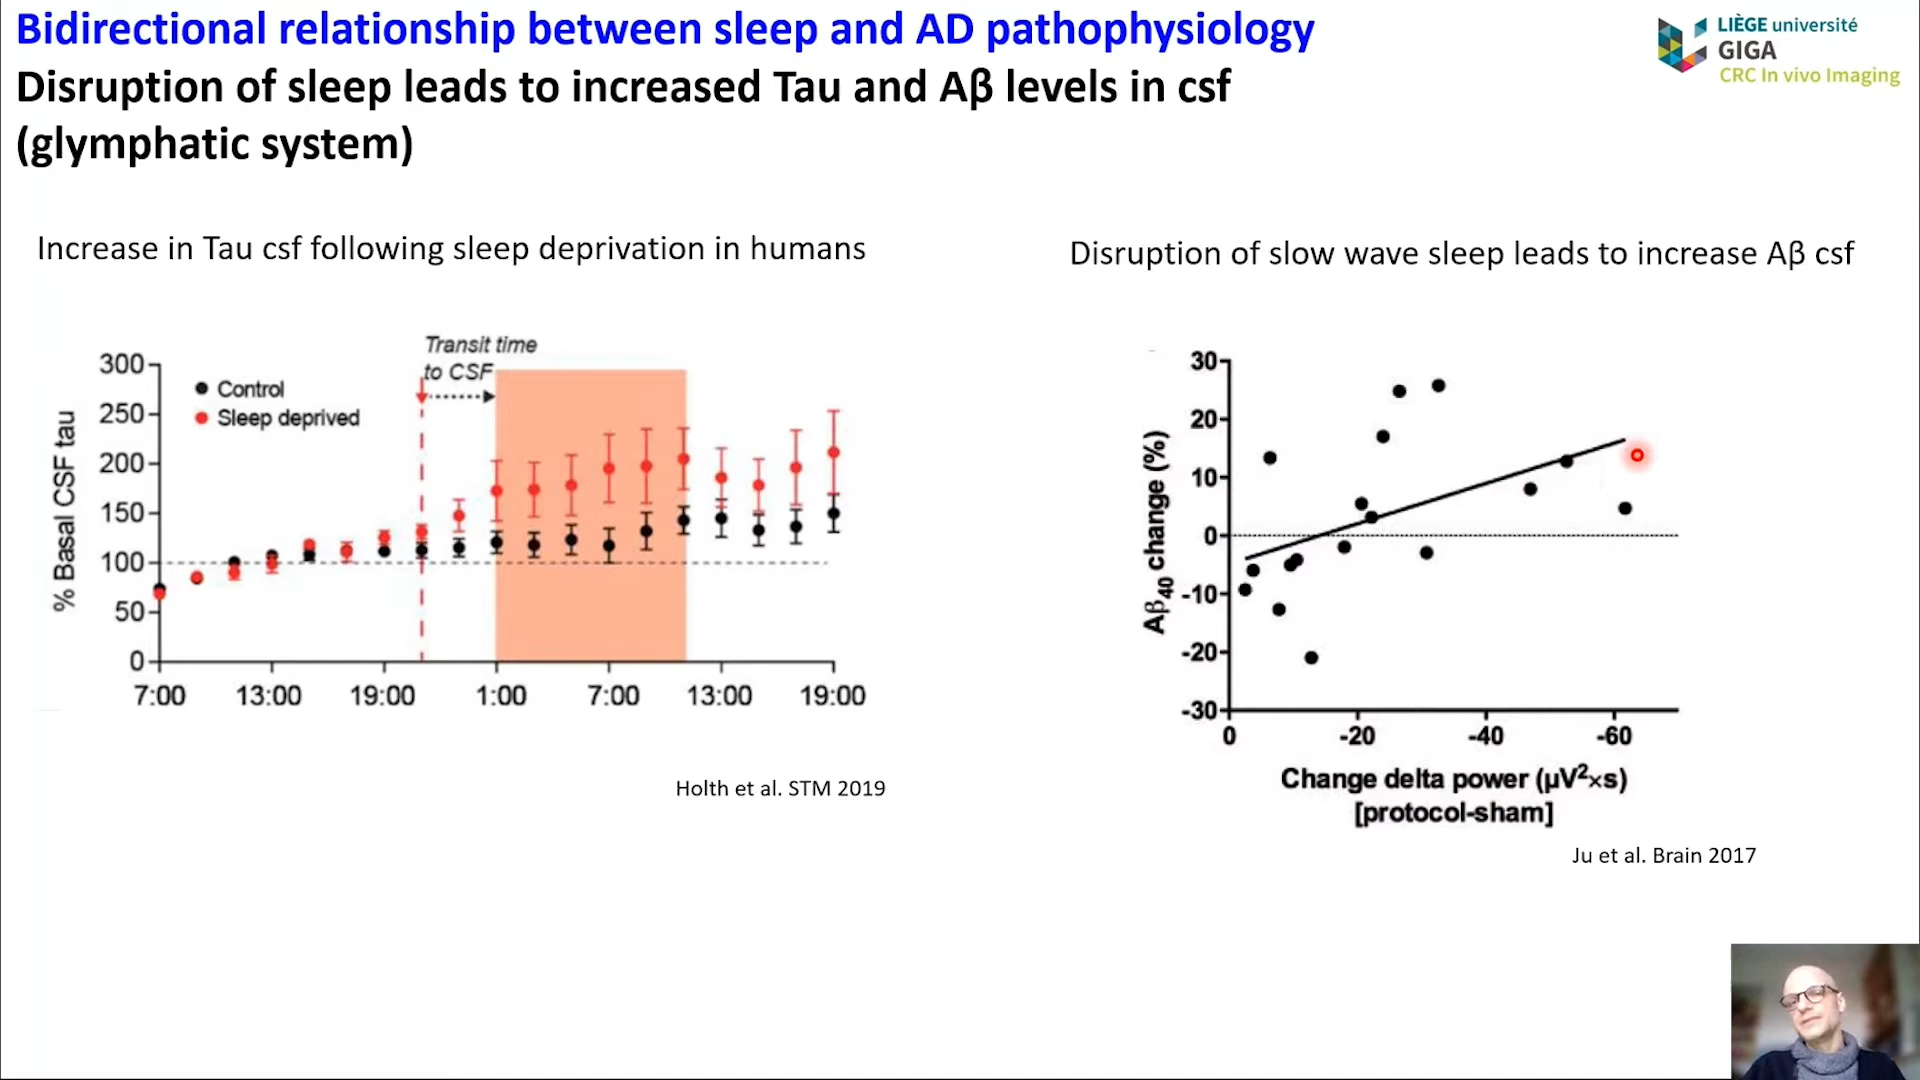 Bidirectional relationship between sleep and AD pathophysiology
Disruption of sleep leads to increased Tau and Aβ levels in csf
(glymphatic system)
LIÈGE université
GIGA
CRC In vivo Imaging
Increase in Tau csf following sleep deprivation in humans
Transit time
to CSF
Control
Sleep deprived
% Basal CSF tau
300
250
200
150
100
50
0
7:00 13:00 19:00 1:00 7:00 13:00 19:00
Holth et al. STM 2019
Disruption of slow wave sleep leads to increase Aβ csf
Aβ40 change (%)
30
20
10
0
-10
-20
-30
0 -20 -40 -60
Change delta power (µV²×s)
[protocol-sham]
Ju et al. Brain 2017